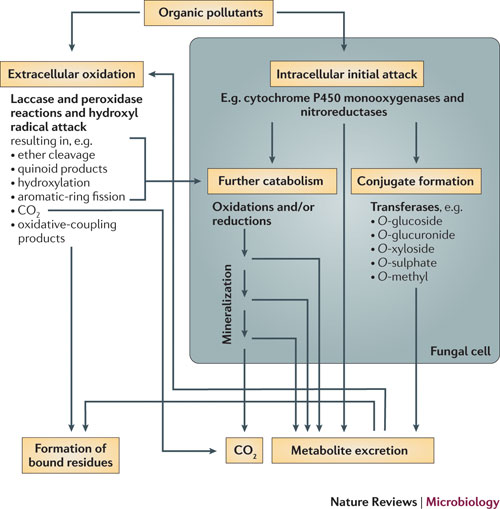 Organic pollutants
Extracellular oxidation
Laccase and peroxidase
reactions and hydroxyl
radical attack
resulting in, e.g.
• ether cleavage
• quinoid products
• hydroxylation
• aromatic-ring fission
• CO₂
• oxidative-coupling
products
Intracellular initial attack
E.g. cytochrome P450 monooxygenases and
nitroreductases
Further catabolism
Oxidations and/or
reductions
Mineralization
Conjugate formation
Transferases, e.g.
• O-glucoside
• O-glucuronide
• O-xyloside
• O-sulphate
• O-methyl
Fungal cell
Formation of
bound residues
CO₂
Metabolite excretion
Nature Reviews | Microbiology